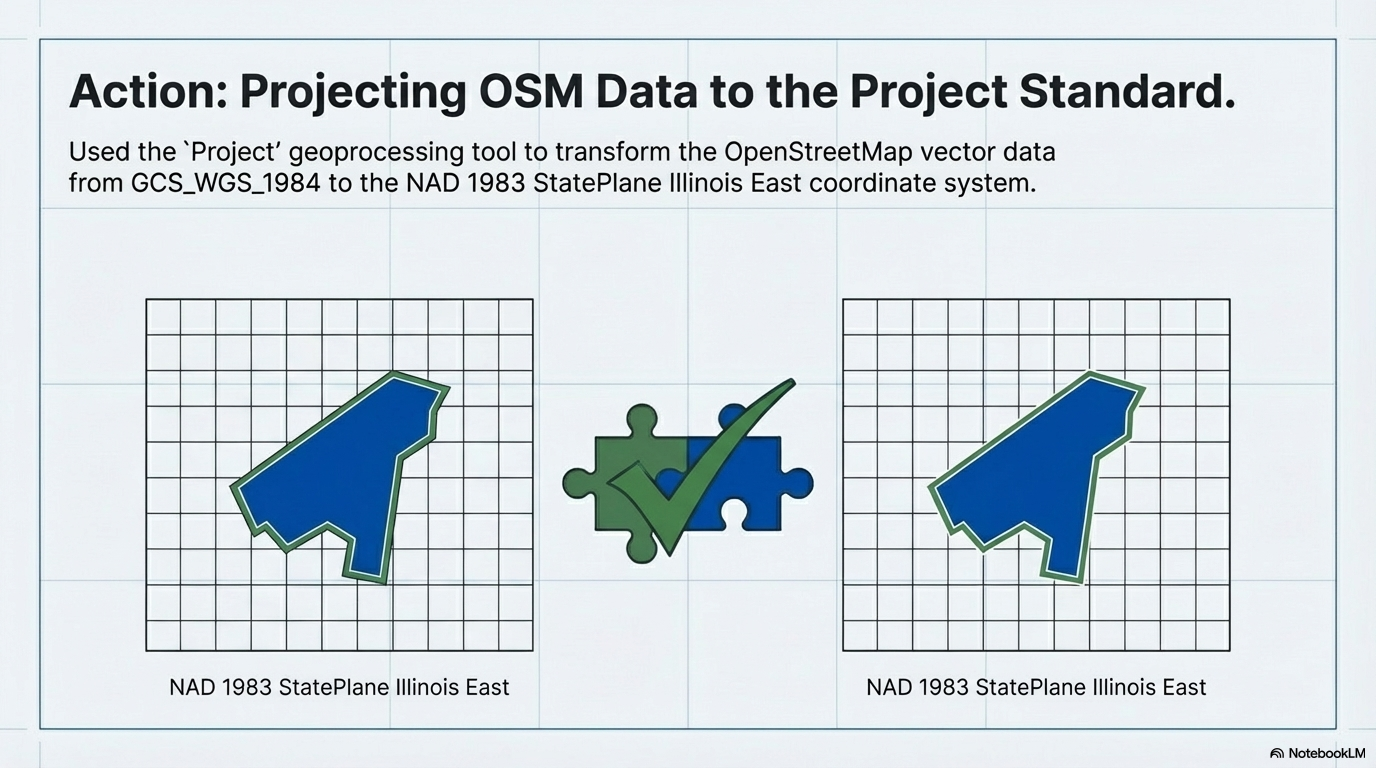 Action: Projecting OSM Data to the Project Standard.
Used the `Project’ geoprocessing tool to transform the OpenStreetMap vector data
from GCS_WGS_1984 to the NAD 1983 StatePlane Illinois East coordinate system.
NAD 1983 StatePlane Illinois East
NAD 1983 StatePlane Illinois East
NotebookLM